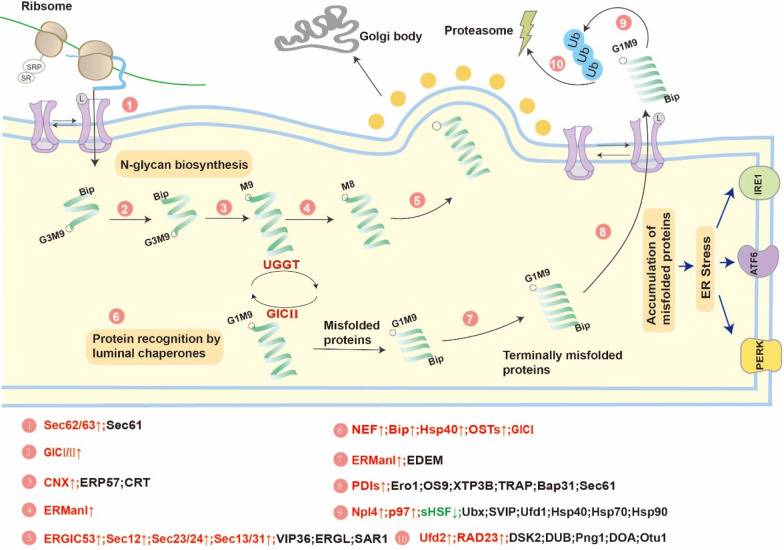 Ribsome
SRP
SR
L
1
Golgi body
Proteasome
Ub
Ub
Ub
9
10
G1M9
Bip
L
N-glycan biosynthesis
Bip
G3M9
2
Bip
G3M9
3
M9
4
M8
5
UGGT
GlCII
6
Protein recognition by
luminal chaperones
G1M9
Misfolded
proteins
G1M9
Bip
7
G1M9
Bip
Terminally misfolded
proteins
8
Accumulation of
misfolded proteins
ER Stress
IRE1
ATF6
PERK
1 Sec62/63↑;Sec61
2 GlCI/II↑
3 CNX↑;ERP57;CRT
4 ERManI↑
5 ERGIC53↑;Sec12↑;Sec23/24↑;Sec13/31↑;VIP36;ERGL;SAR1
6 NEF↑;Bip↑;Hsp40↑;OSTs↑;GlCI
7 ERManI↑;EDEM
8 PDIs↑;Ero1;OS9;XTP3B;TRAP;Bap31;Sec61
9 Npl4↑;p97↑;sHSF↓;Ubx;SVIP;Ufd1;Hsp40;Hsp70;Hsp90
10 Ufd2↑;RAD23↑;DSK2;DUB;Png1;DOA;Otu1